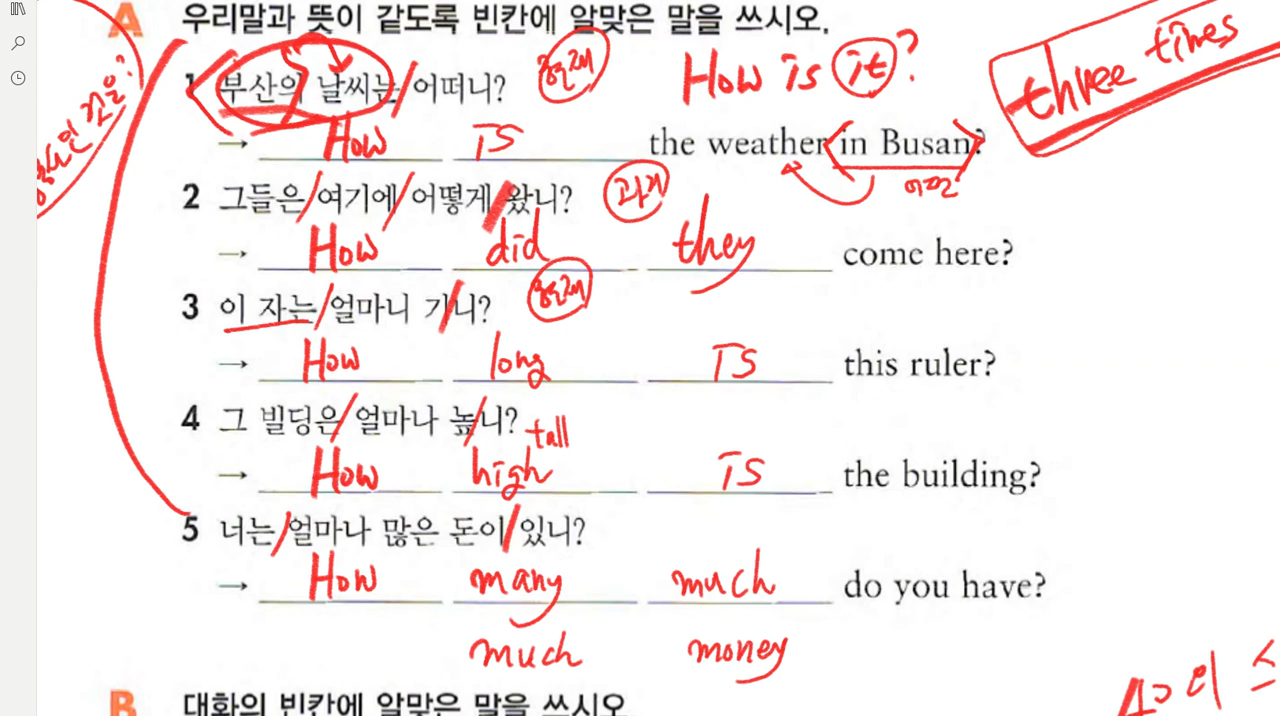 A 우리말과 뜻이 같도록 빈칸에 알맞은 말을 쓰시오.
three times
1 부산의 날씨는/어떠니? 현재 How is it?
→ How is the weather in Busan?
2 그들은/여기에/어떻게/왔니? 과거
→ How did they come here?
3 이 자는/얼마니 기/니? 현재
→ How long is this ruler?
4 그 빌딩은/얼마나 높/니? tall
→ How high is the building?
5 너는/얼마나 많은 돈이/있니?
→ How many much do you have?
much money
B 대화의 빈칸에 알맞은 말을 쓰시오